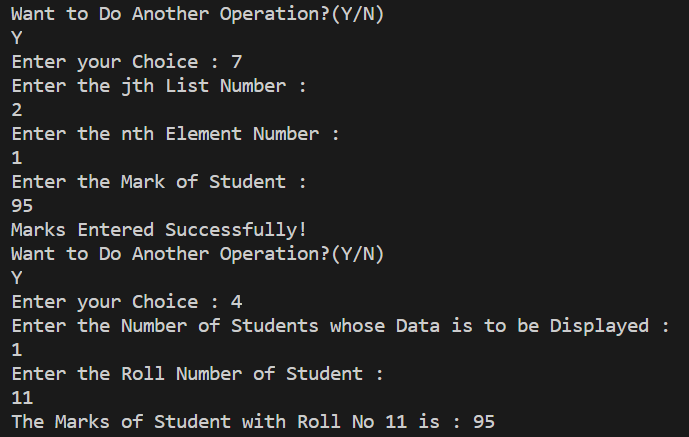 Want to Do Another Operation?(Y/N)
Y
Enter your Choice : 7
Enter the jth List Number :
2
Enter the nth Element Number :
1
Enter the Mark of Student :
95
Marks Entered Successfully!
Want to Do Another Operation?(Y/N)
Y
Enter your Choice : 4
Enter the Number of Students whose Data is to be Displayed :
1
Enter the Roll Number of Student :
11
The Marks of Student with Roll No 11 is : 95